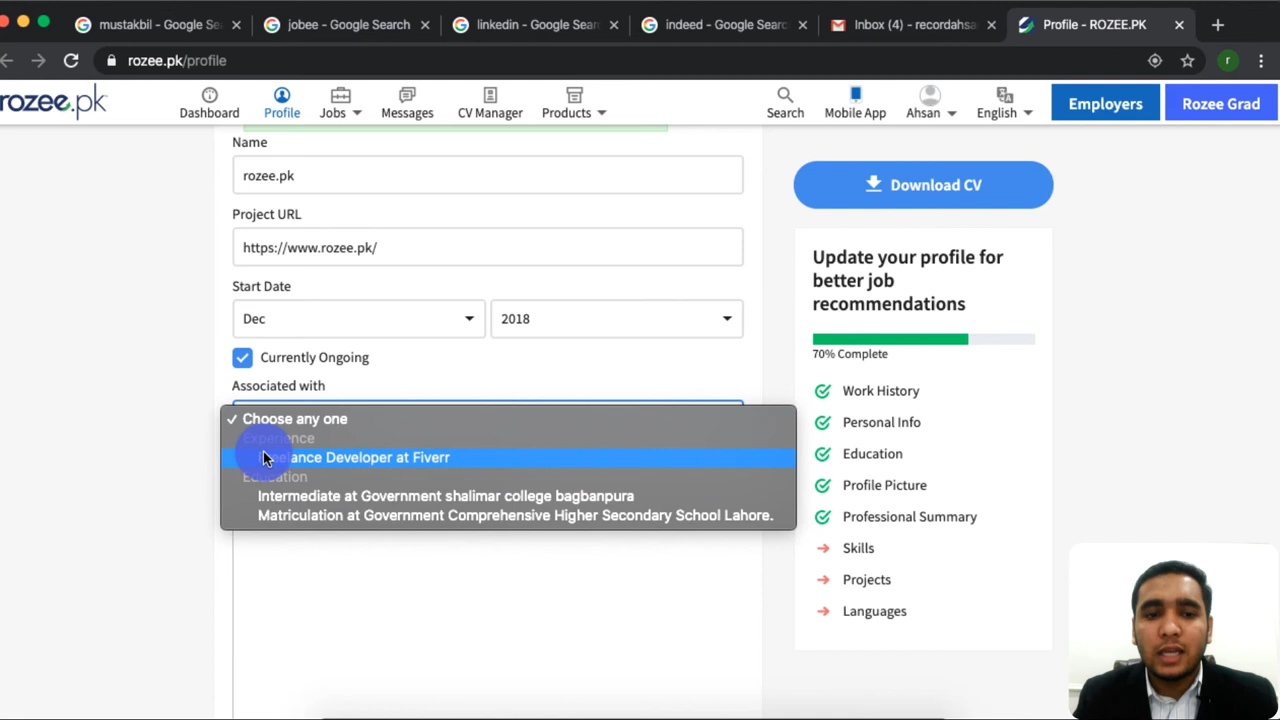 mustakbil - Google Se
jobee - Google Search
linkedin - Google Sear
indeed - Google Searc
Inbox (4) - recordahsa
Profile - ROZEE.PK
rozee.pk/profile
r
rozee.pk
Dashboard
Profile
Jobs
Messages
CV Manager
Products
Search
Mobile App
Ahsan
English
Employers
Rozee Grad
Name
rozee.pk
Project URL
https://www.rozee.pk/
Start Date
Dec
2018
Currently Ongoing
Associated with
Choose any one
Experience
Freelance Developer at Fiverr
Education
Intermediate at Government shalimar college bagbanpura
Matriculation at Government Comprehensive Higher Secondary School Lahore.
Download CV
Update your profile for
better job
recommendations
70% Complete
Work History
Personal Info
Education
Profile Picture
Professional Summary
Skills
Projects
Languages